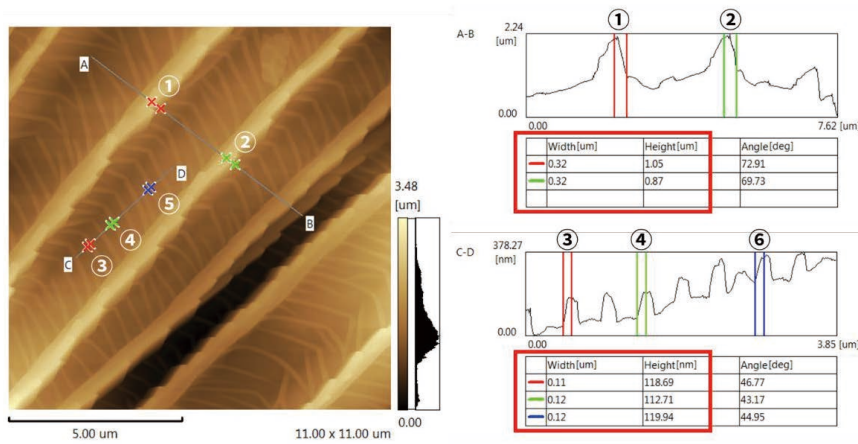 A
①
②
D
⑤
④
③
C
B
3.48
[um]
0.00
5.00 um
11.00 x 11.00 um
①
②
A-B
2.24
[um]
0.00
0.00
7.62 [um]
Width[um] Height[um] Angle[deg]
0.32 1.05 72.91
0.32 0.87 69.73
③
④
⑥
C-D
378.27
[nm]
0.00
0.00
3.85 [um]
Width[um] Height[nm] Angle[deg]
0.11 118.69 46.77
0.12 112.71 43.17
0.12 119.94 44.95